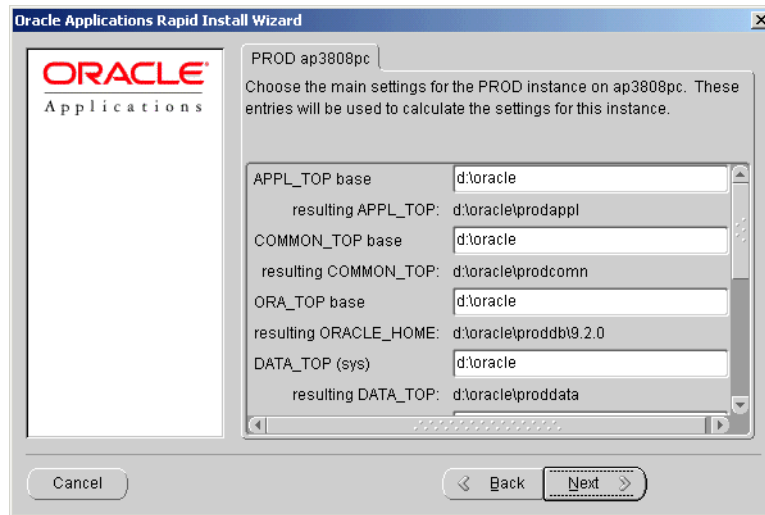 Oracle Applications Rapid Install Wizard
ORACLE®
Applications
PROD ap3808pc
Choose the main settings for the PROD instance on ap3808pc. These
entries will be used to calculate the settings for this instance.
APPL_TOP base d:\oracle
resulting APPL_TOP: d:\oracle\prodappl
COMMON_TOP base d:\oracle
resulting COMMON_TOP: d:\oracle\prodcomn
ORA_TOP base d:\oracle
resulting ORACLE_HOME: d:\oracle\proddb\9.2.0
DATA_TOP (sys) d:\oracle
resulting DATA_TOP: d:\oracle\proddata
Cancel Back Next